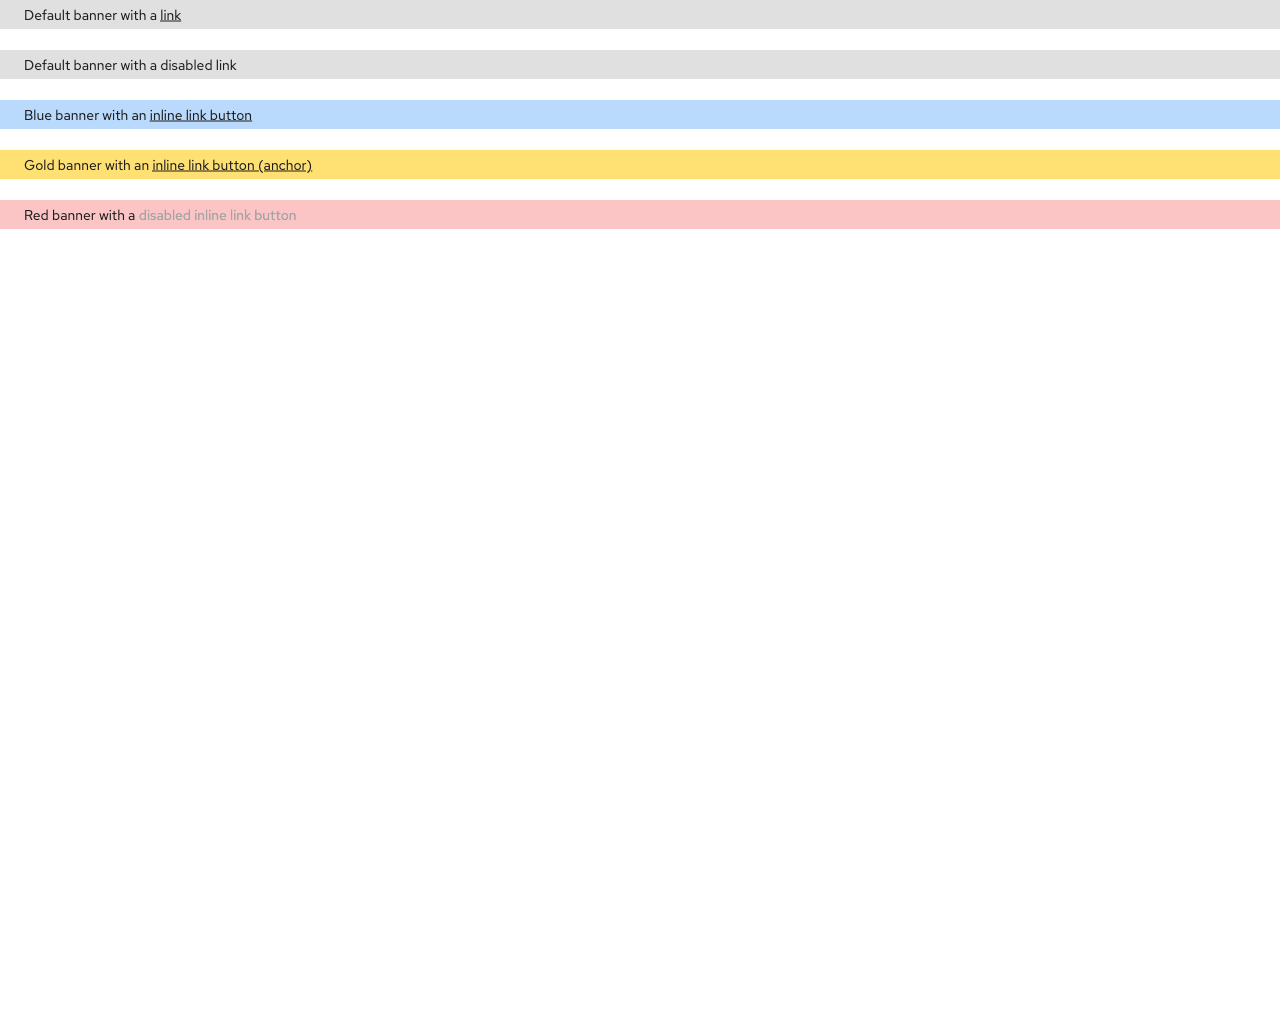 Default banner with a link
Default banner with a disabled link
Blue banner with an inline link button
Gold banner with an inline link button (anchor)
Red banner with a disabled inline link button